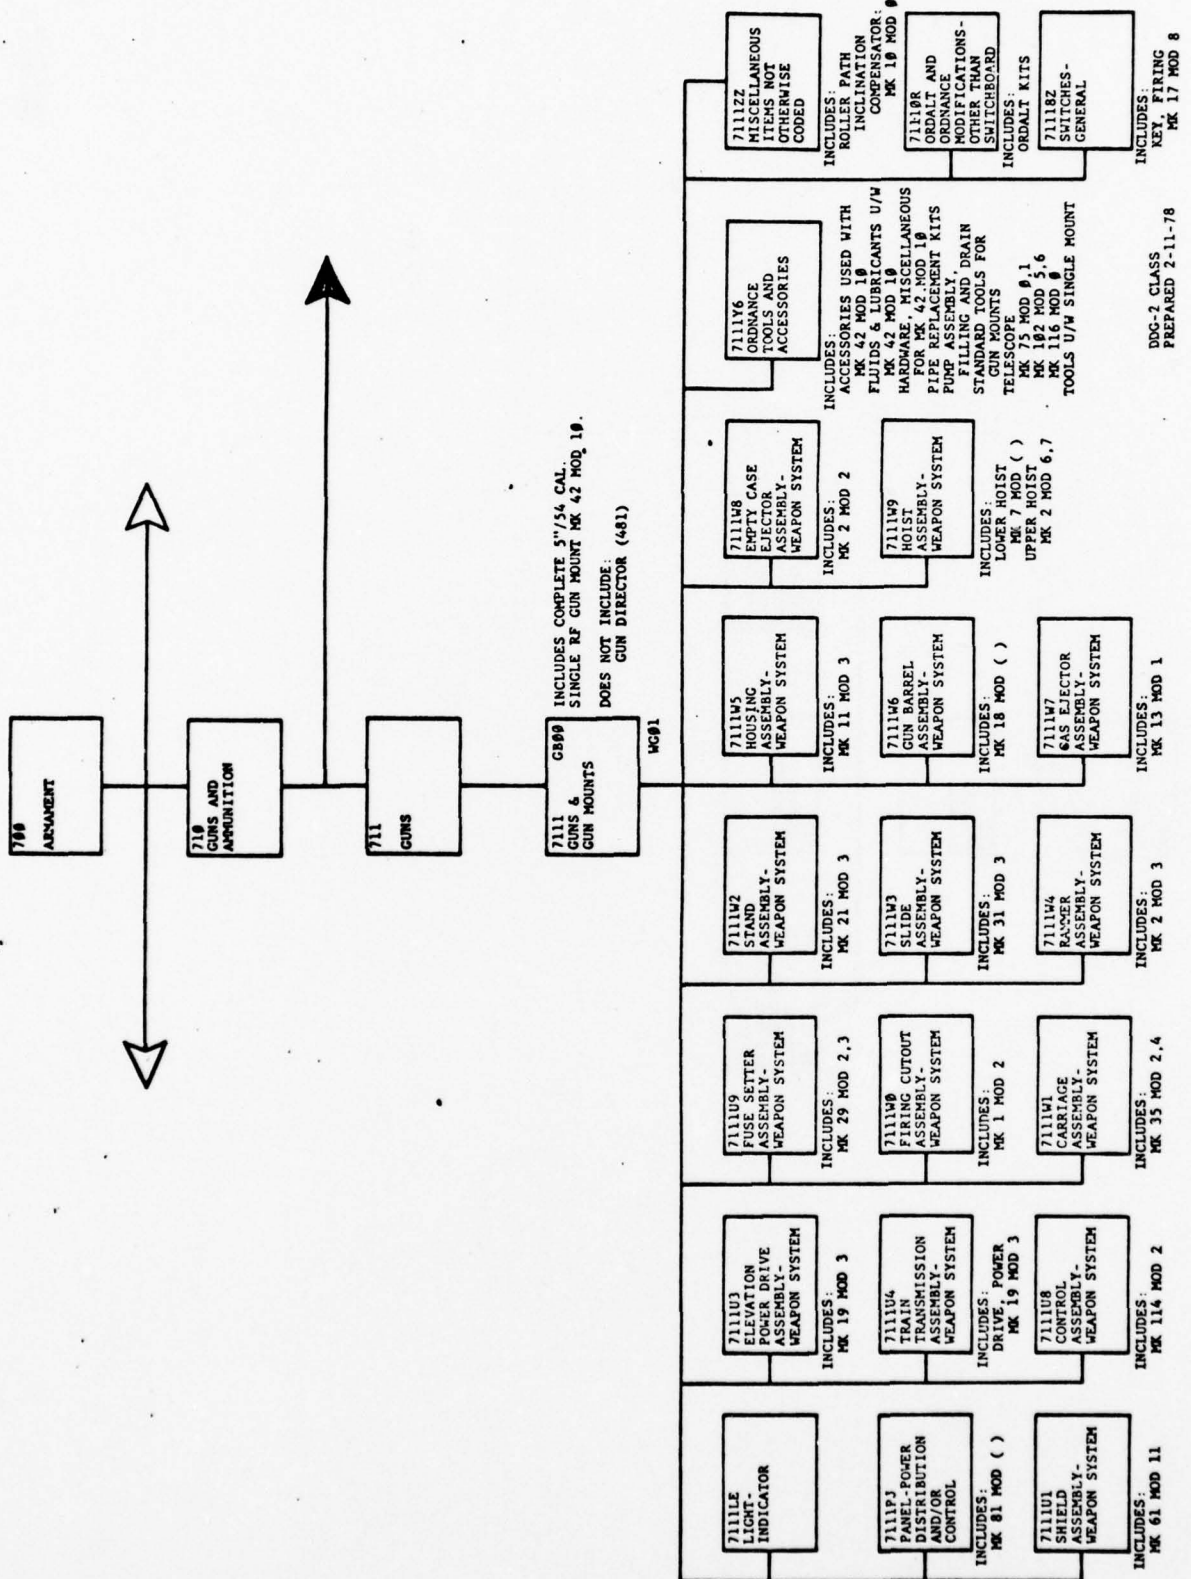 700
ARMAMENT
71Ø
GUNS AND
AMMUNITION
711
GUNS
7111 GBØØ
GUNS &
GUN MOUNTS
WGØ1
INCLUDES COMPLETE 5"/54 CAL.
SINGLE RF GUN MOUNT MK 42 MOD 1Ø.
DOES NOT INCLUDE:
GUN DIRECTOR (481)
7111LE
LIGHT-
INDICATOR
7111PJ
PANEL-POWER
DISTRIBUTION
AND/OR
CONTROL
INCLUDES:
MK 81 MOD ( )
7111U1
SHIELD
ASSEMBLY-
WEAPON SYSTEM
INCLUDES:
MK 61 MOD 11
7111U3
ELEVATION
POWER DRIVE
ASSEMBLY-
WEAPON SYSTEM
INCLUDES:
MK 19 MOD 3
7111U4
TRAIN
TRANSMISSION
ASSEMBLY-
WEAPON SYSTEM
INCLUDES:
DRIVE, POWER
MK 19 MOD 3
7111U8
CONTROL
ASSEMBLY-
WEAPON SYSTEM
INCLUDES:
MK 114 MOD 2
7111U9
FUSE SETTER
ASSEMBLY-
WEAPON SYSTEM
INCLUDES:
MK 29 MOD 2,3
7111WØ
FIRING CUTOUT
ASSEMBLY-
WEAPON SYSTEM
INCLUDES:
MK 1 MOD 2
7111W1
CARRIAGE
ASSEMBLY-
WEAPON SYSTEM
INCLUDES:
MK 35 MOD 2,4
7111W2
STAND
ASSEMBLY-
WEAPON SYSTEM
INCLUDES:
MK 21 MOD 3
7111W3
SLIDE
ASSEMBLY-
WEAPON SYSTEM
INCLUDES:
MK 31 MOD 3
7111W4
RAMMER
ASSEMBLY-
WEAPON SYSTEM
INCLUDES:
MK 2 MOD 3
7111W5
HOUSING
ASSEMBLY-
WEAPON SYSTEM
INCLUDES:
MK 11 MOD 3
7111W6
GUN BARREL
ASSEMBLY-
WEAPON SYSTEM
INCLUDES:
MK 18 MOD ( )
7111W7
GAS EJECTOR
ASSEMBLY-
WEAPON SYSTEM
INCLUDES:
MK 13 MOD 1
7111W8
EMPTY CASE
EJECTOR
ASSEMBLY-
WEAPON SYSTEM
INCLUDES:
MK 2 MOD 2
7111W9
HOIST
ASSEMBLY-
WEAPON SYSTEM
INCLUDES:
LOWER HOIST
MK 7 MOD ( )
UPPER HOIST
MK 2 MOD 6,7
7111Y6
ORDNANCE
TOOLS AND
ACCESSORIES
INCLUDES:
ACCESSORIES USED WITH
MK 42 MOD 10
FLUIDS & LUBRICANTS U/W
MK 42 MOD 10
HARDWARE, MISCELLANEOUS
FOR MK 42 MOD 10
PIPE REPLACEMENT KITS
PUMP ASSEMBLY,
FILLING AND DRAIN
STANDARD TOOLS FOR
GUN MOUNTS
TELESCOPE
MK 75 MOD Ø,1
MK 1Ø2 MOD 5,6
MK 116 MOD Ø
TOOLS U/W SINGLE MOUNT
7111ZZ
MISCELLANEOUS
ITEMS NOT
OTHERWISE
CODED
INCLUDES:
ROLLER PATH
INCLINATION
COMPENSATOR:
MK 1Ø MOD Ø
7111ØR
ORDALT AND
ORDNANCE
MODIFICATIONS-
OTHER THAN
SWITCHBOARD
INCLUDES:
ORDALT KITS
71118Z
SWITCHES-
GENERAL
INCLUDES:
KEY, FIRING
MK 17 MOD 8
DDG-2 CLASS
PREPARED 2-11-78